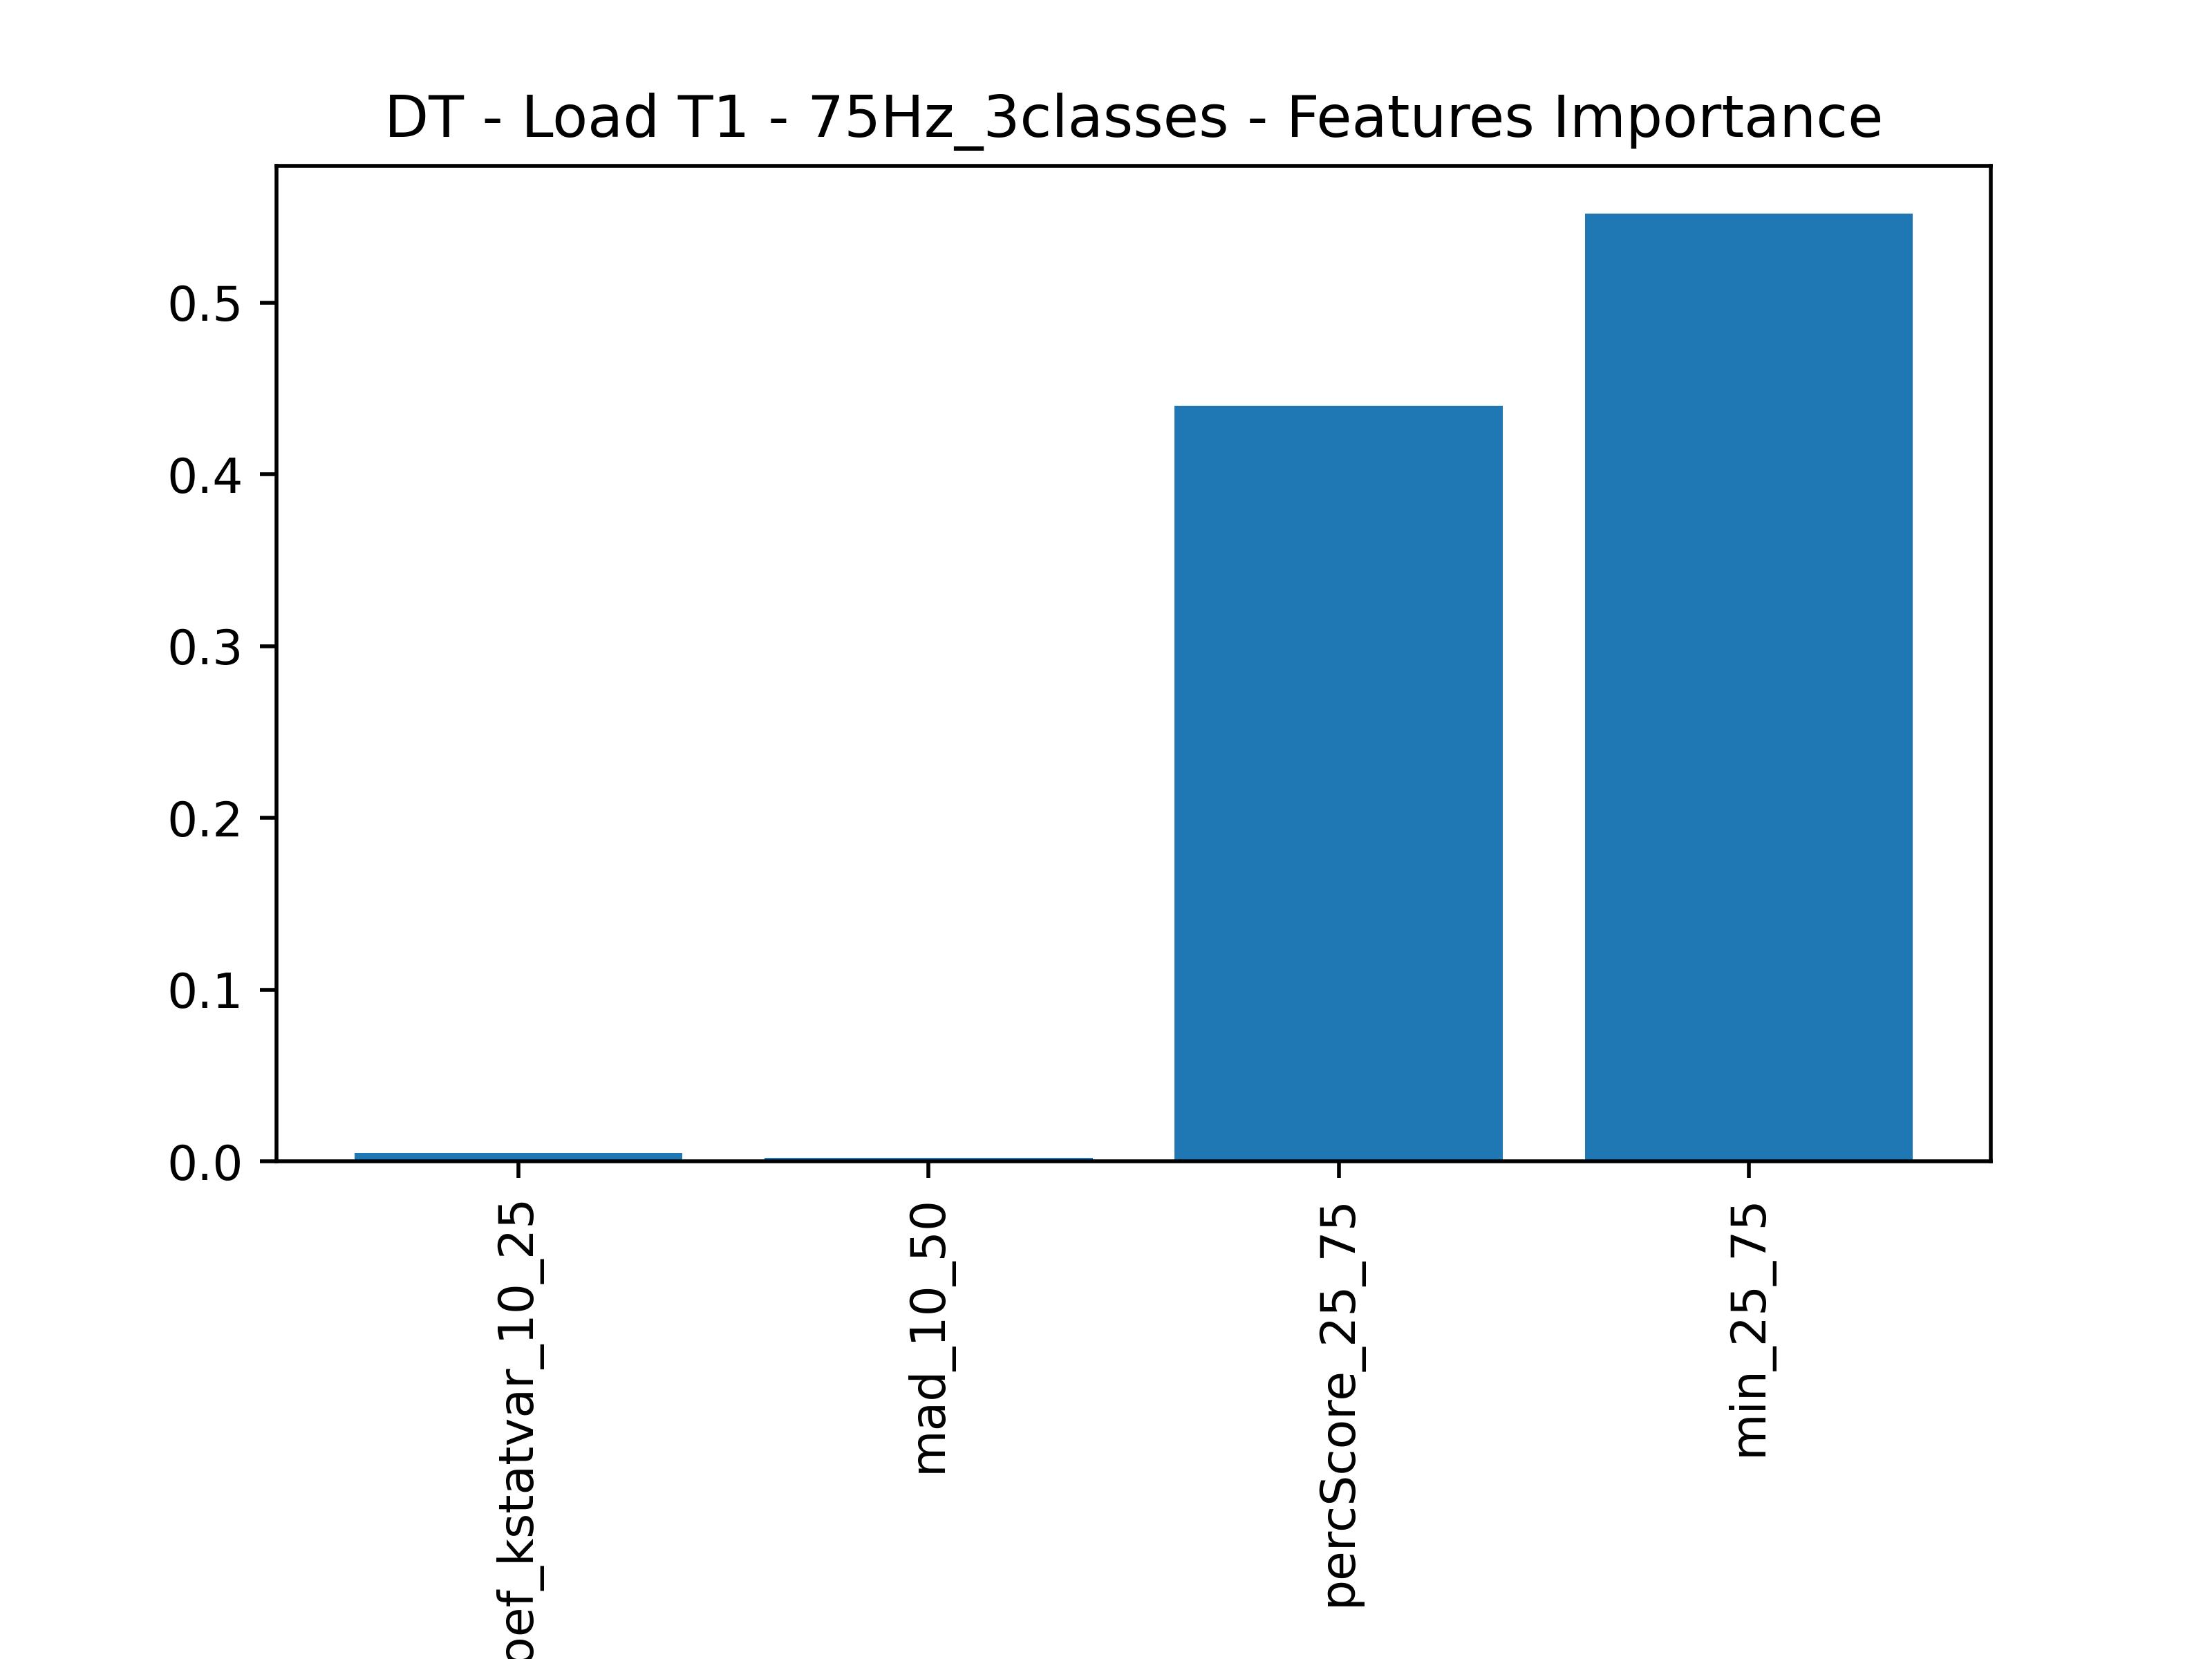 DT - Load T1 - 75Hz_3classes - Features Importance
0.5
0.4
0.3
0.2
0.1
0.0
oef_kstatvar_10_25
mad_10_50
percScore_25_75
min_25_75